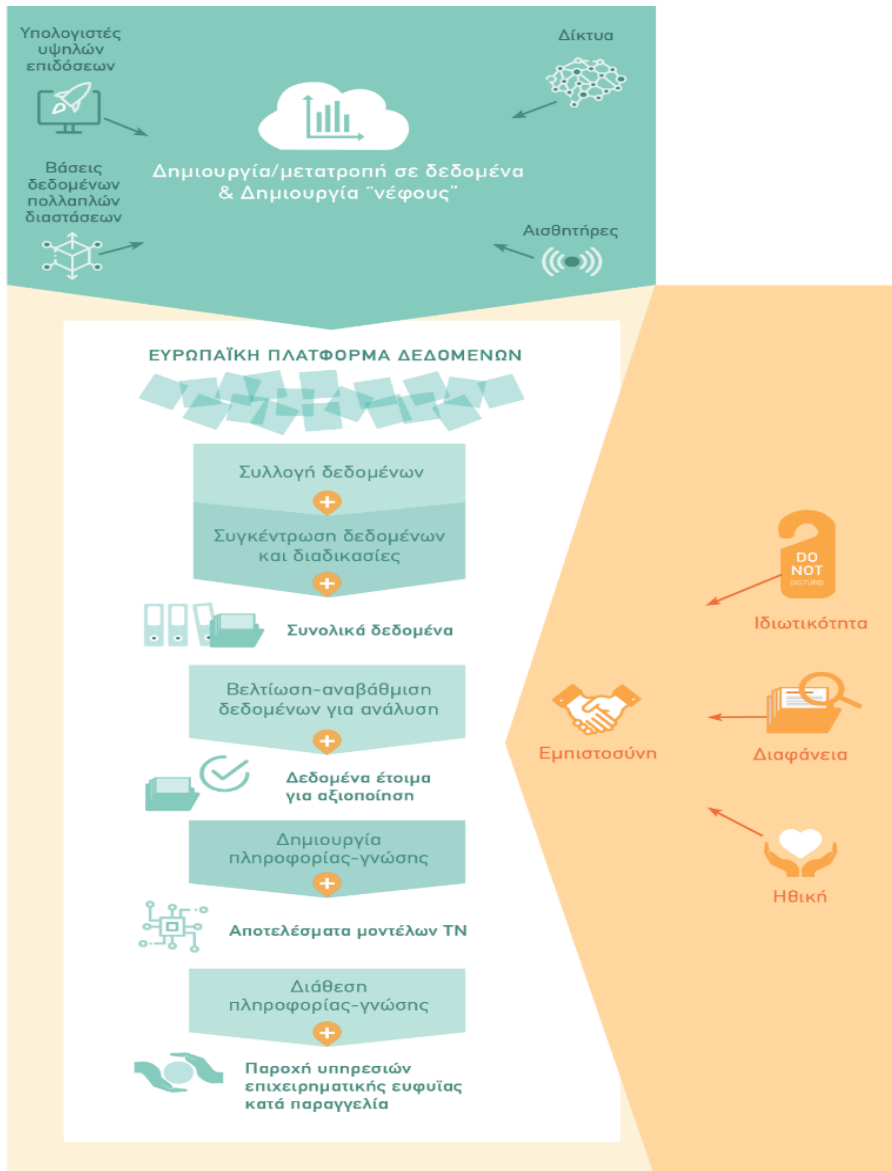 Υπολογιστές
υψηλών
επιδόσεων
Δίκτυα
Βάσεις
δεδομένων
πολλαπλών
διαστάσεων
Δημιουργία/μετατροπή σε δεδομένα
& Δημιουργία ¨νέφους¨
Αισθητήρες
ΕΥΡΩΠΑΪΚΗ ΠΛΑΤΦΟΡΜΑ ΔΕΔΟΜΕΝΩΝ
Συλλογή δεδομένων
Συγκέντρωση δεδομένων
και διαδικασίες
Συνολικά δεδομένα
Βελτίωση-αναβάθμιση
δεδομένων για ανάλυση
Δεδομένα έτοιμα
για αξιοποίηση
Δημιουργία
πληροφορίας-γνώσης
Αποτελέσματα μοντέλων ΤΝ
Διάθεση
πληροφορίας-γνώσης
Παροχή υπηρεσιών
επιχειρηματικής ευφυΐας
κατά παραγγελία
Εμπιστοσύνη
DO
NOT
DISTURB
Ιδιωτικότητα
Διαφάνεια
Ηθική